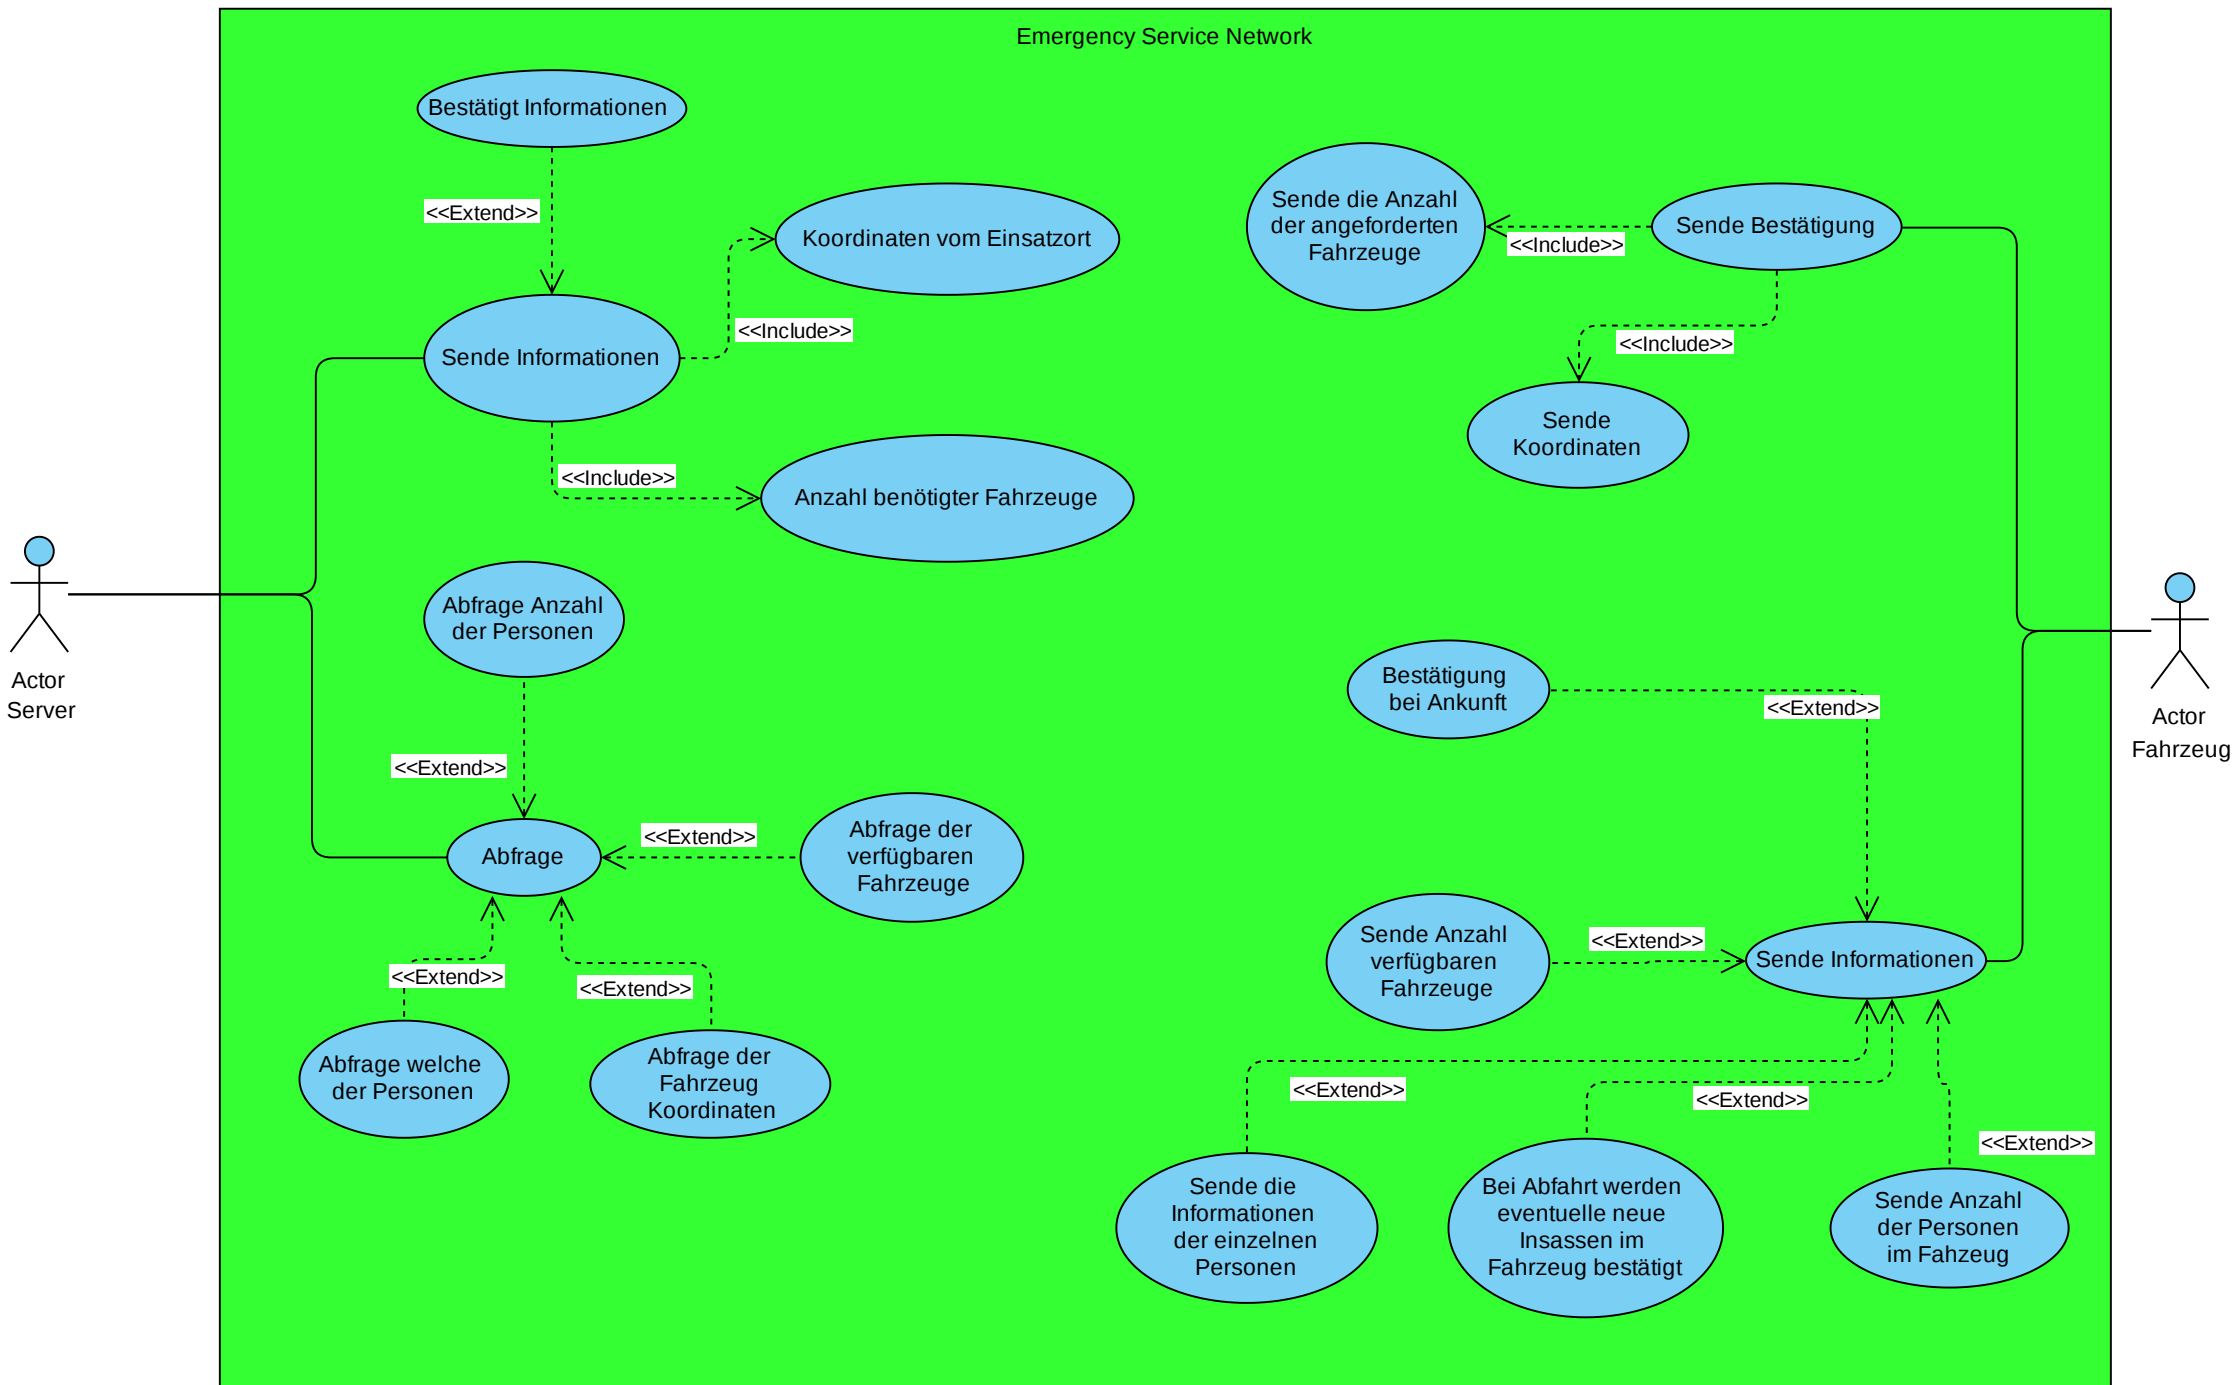 Emergency Service Network
Bestätigt Informationen
<<Extend>>
Koordinaten vom Einsatzort
<<Include>>
Sende Informationen
<<Include>>
Anzahl benötigter Fahrzeuge
Abfrage Anzahl
der Personen
<<Extend>>
Abfrage
<<Extend>>
Abfrage der
verfügbaren
Fahrzeuge
<<Extend>>
<<Extend>>
Abfrage welche
der Personen
Abfrage der
Fahrzeug
Koordinaten
Actor
Server
Sende die Anzahl
der angeforderten
Fahrzeuge
<<Include>>
Sende Bestätigung
<<Include>>
Sende
Koordinaten
Bestätigung
bei Ankunft
<<Extend>>
Sende Anzahl
verfügbaren
Fahrzeuge
<<Extend>>
Sende Informationen
<<Extend>>
<<Extend>>
<<Extend>>
Sende die
Informationen
der einzelnen
Personen
Bei Abfahrt werden
eventuelle neue
Insassen im
Fahrzeug bestätigt
Sende Anzahl
der Personen
im Fahzeug
Actor
Fahrzeug